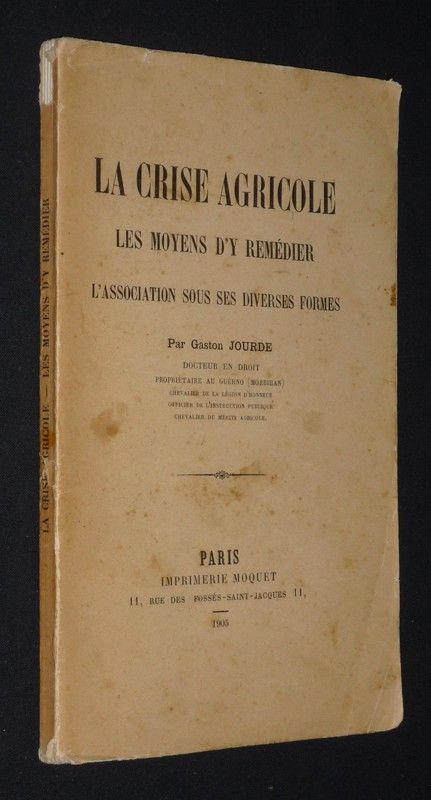 LA CRISE AGRICOLE
LES MOYENS D'Y REMÉDIER
L'ASSOCIATION SOUS SES DIVERSES FORMES
Par Gaston JOURDE
DOCTEUR EN DROIT
PROPRIÉTAIRE AU GUERNO (MORBIHAN)
CHEVALIER DE LA LÉGION D'HONNEUR
OFFICIER DE L'INSTRUCTION PUBLIQUE
CHEVALIER DU MÉRITE AGRICOLE.
PARIS
IMPRIMERIE MOQUET
11, RUE DES FOSSÉS-SAINT-JACQUES 11,
1905
LA CRISE GRICOLE — LES MOYENS D'Y REMÉDIER